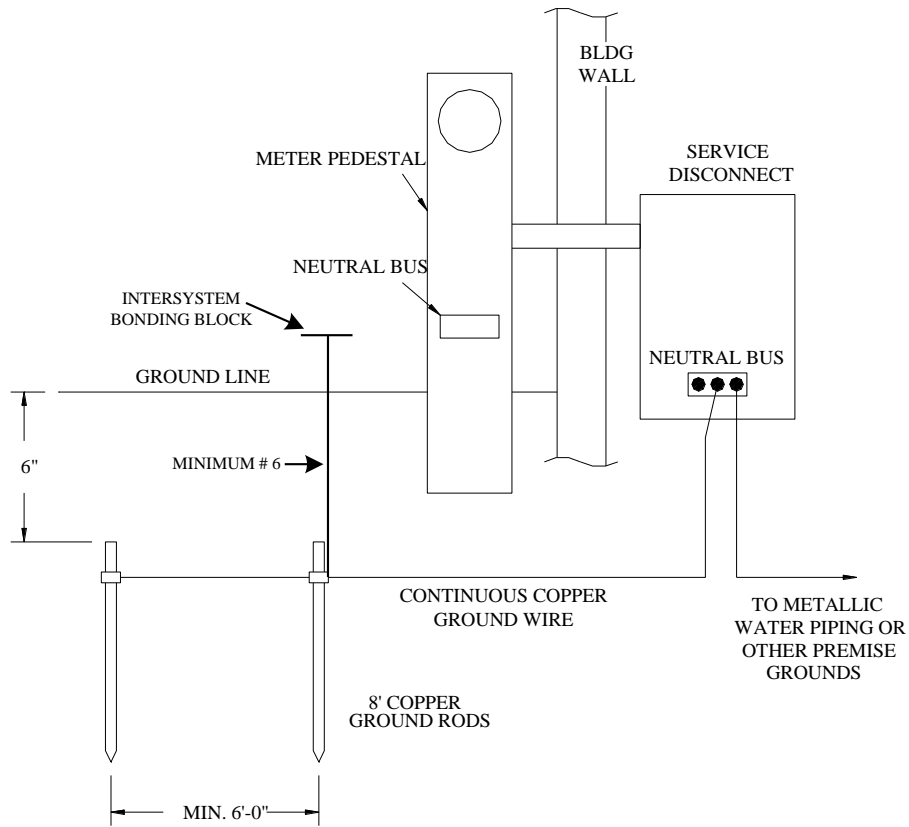 BLDG
WALL
METER PEDESTAL
SERVICE
DISCONNECT
NEUTRAL BUS
INTERSYSTEM
BONDING BLOCK
NEUTRAL BUS
GROUND LINE
6"
MINIMUM # 6
CONTINUOUS COPPER
GROUND WIRE
TO METALLIC
WATER PIPING OR
OTHER PREMISE
GROUNDS
8' COPPER
GROUND RODS
MIN. 6'-0"